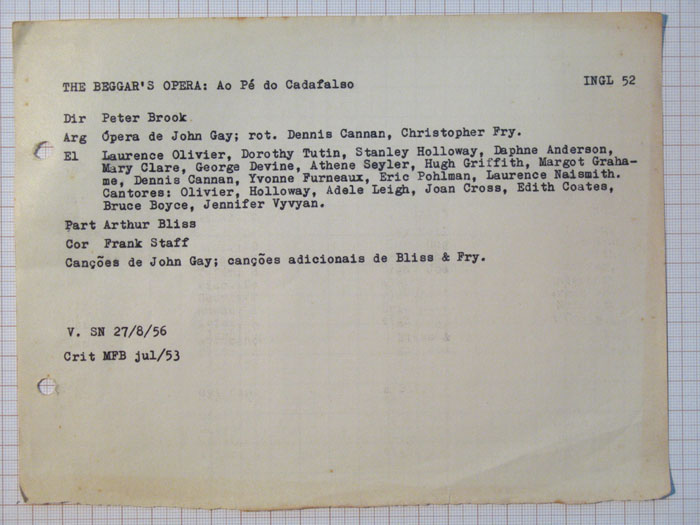 THE BEGGAR'S OPERA: Ao Pé do Cadafalso INGL 52
Dir Peter Brook
Arg Ópera de John Gay; rot. Dennis Cannan, Christopher Fry.
El Laurence Olivier, Dorothy Tutin, Stanley Holloway, Daphne Anderson,
Mary Clare, George Devine, Athene Seyler, Hugh Griffith, Margot Graha-
me, Dennis Cannan, Yvonne Furneaux, Eric Pohlman, Laurence Naismith.
Cantores: Olivier, Holloway, Adele Leigh, Joan Cross, Edith Coates,
Bruce Boyce, Jennifer Vyvyan.
Part Arthur Bliss
Cor Frank Staff
Canções de John Gay; canções adicionais de Bliss & Fry.
V. SN 27/8/56
Crit MFB jul/53